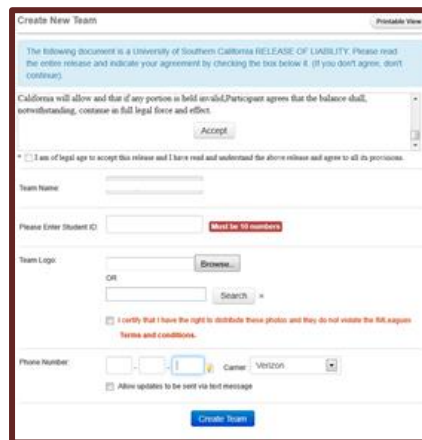 Create New Team
Printable View
The following document is a University of Southern California RELEASE OF LIABILITY. Please read
the entire release and indicate your agreement by checking the box below it. (If you don't agree, don't
continue).
California will allow and that if any portion is held invalid,Participant agrees that the balance shall,
notwithstanding, continue in full legal force and effect.
Accept
* I am of legal age to accept this release and I have read and understand the above release and agree to all its provisions.
Team Name:
Please Enter Student ID:
Must be 10 numbers
Team Logo:
Browse...
OR
Search ×
I certify that I have the right to distribute these photos and they do not violate the IMLeagues
Terms and conditions.
Phone Number:
- -
Carrier: Verizon
Allow updates to be sent via text message
Create Team